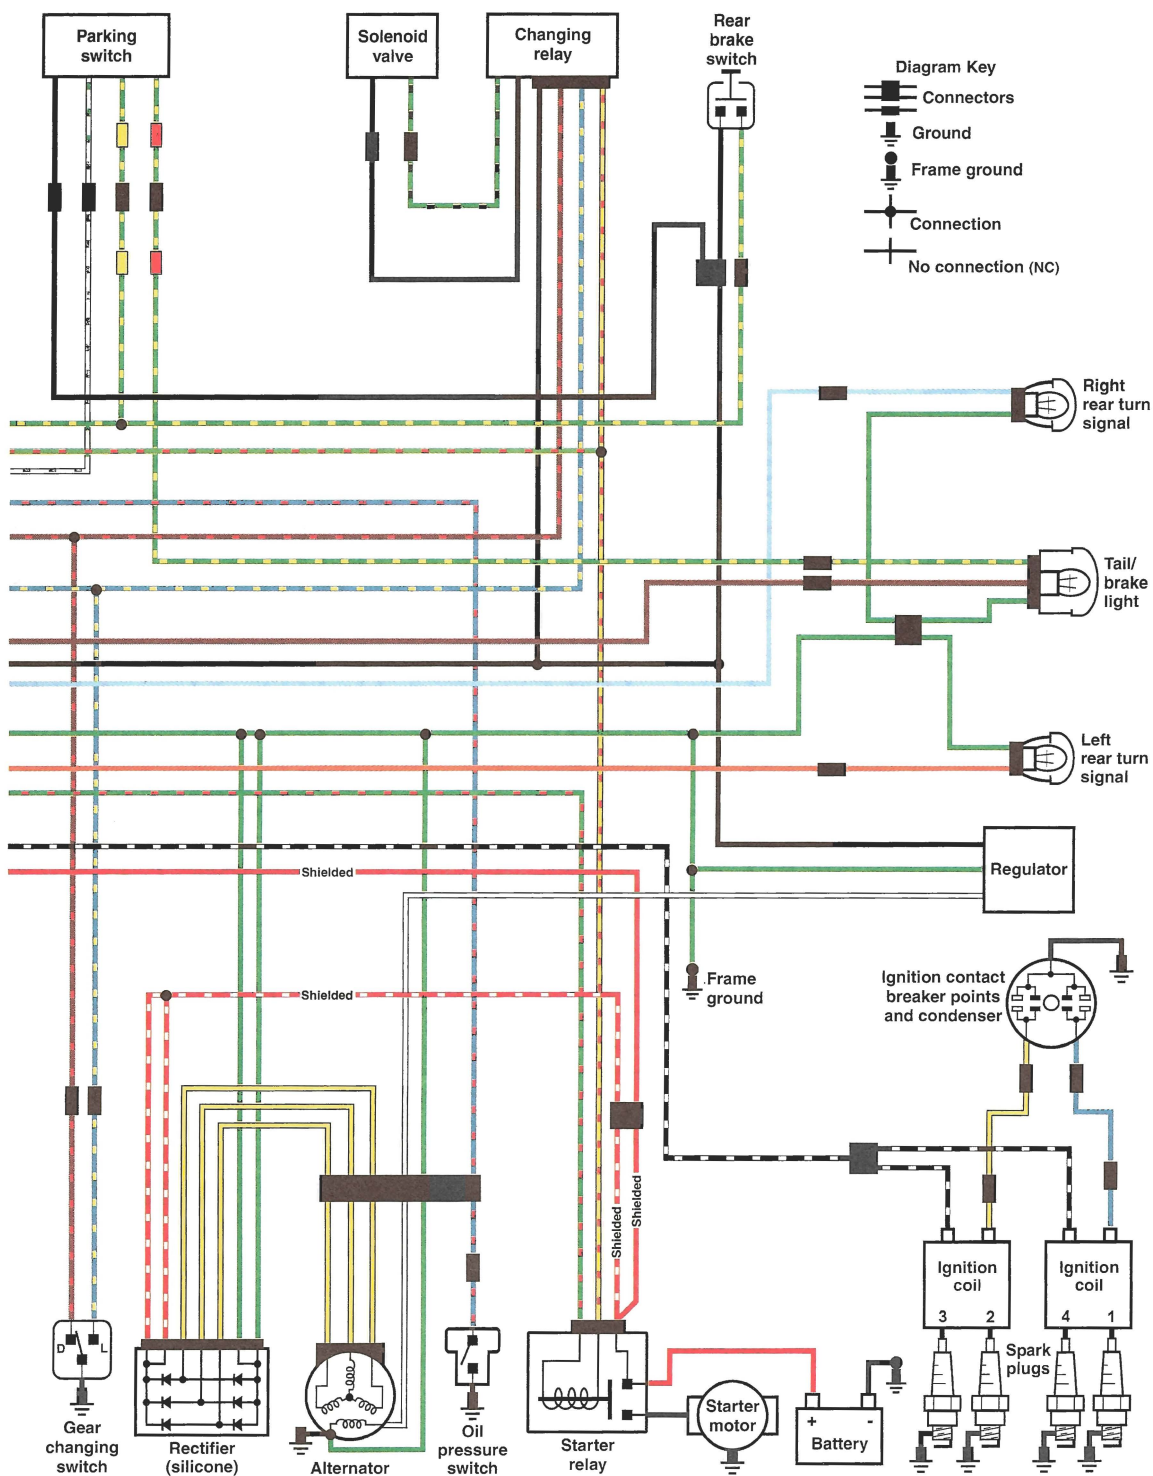 Parking
switch
Solenoid
valve
Changing
relay
Rear
brake
switch
Diagram Key
Connectors
Ground
Frame ground
Connection
No connection (NC)
Right
rear turn
signal
Tail/
brake
light
Left
rear turn
signal
Regulator
Shielded
Shielded
Frame
ground
Ignition contact
breaker points
and condenser
Shielded
Shielded
Ignition
coil
3 2
Ignition
coil
4 1
Spark
plugs
D L
Gear
changing
switch
Rectifier
(silicone)
Alternator
Oil
pressure
switch
Starter
relay
Starter
motor
+ -
Battery